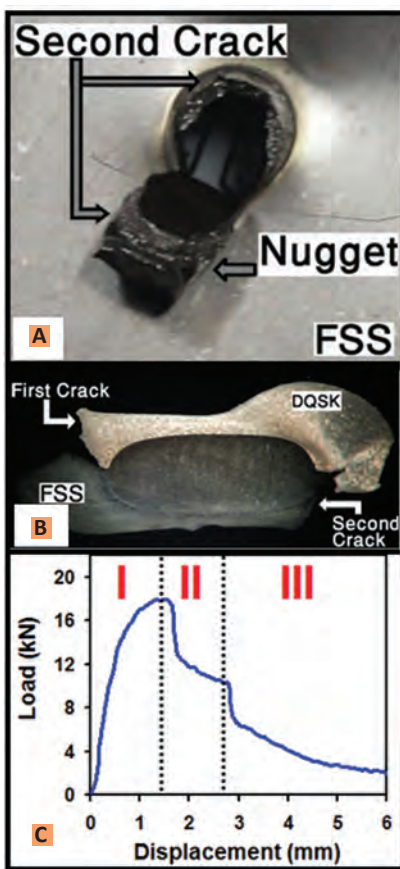 Second Crack
Nugget
A
FSS
First Crack
DQSK
FSS
Second
Crack
B
I II III
20
16
12
8
4
0
Load (kN)
0 1 2 3 4 5 6
Displacement (mm)
C